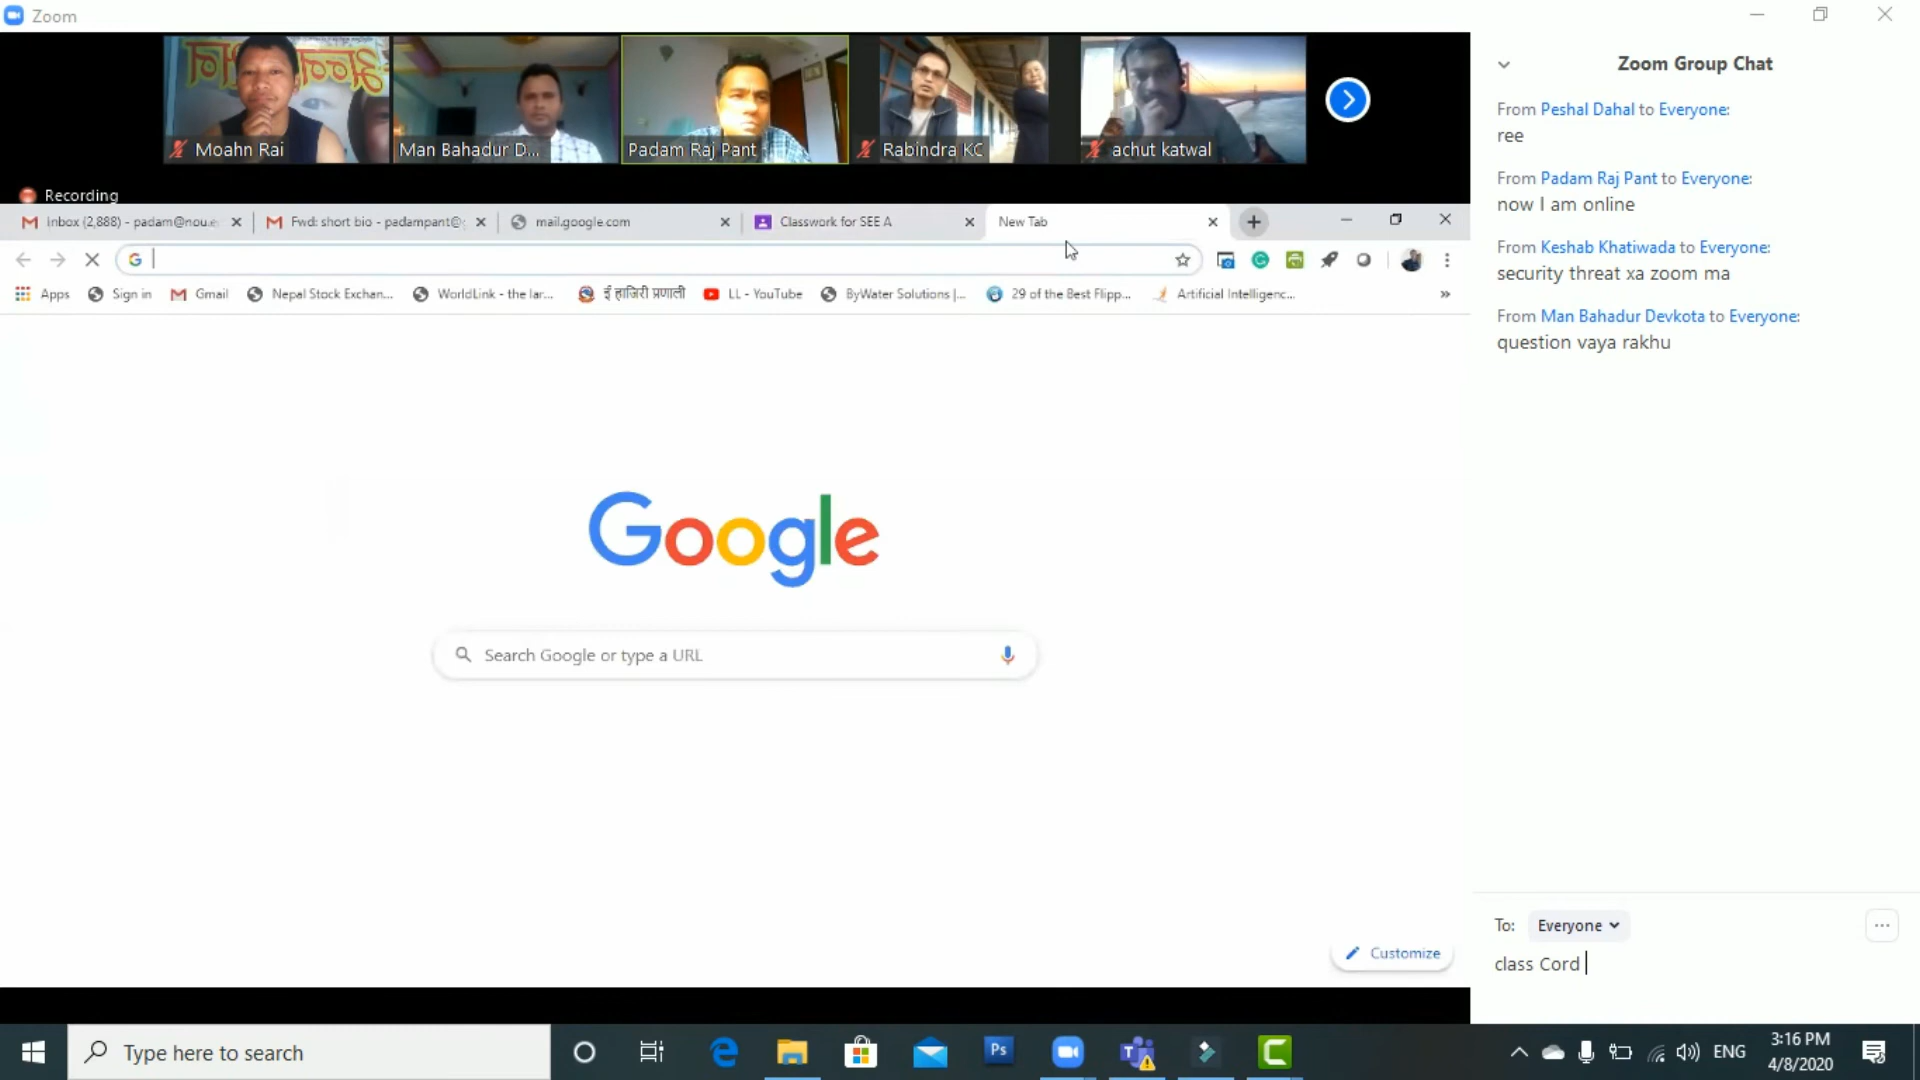 Zoom
Moahn Rai
Man Bahadur D...
Padam Raj Pant
Rabindra KC
achut katwal
Recording
Inbox (2,888) - padam@nou.e
Fwd: short bio - padampant@
mail.google.com
Classwork for SEE A
New Tab
Apps
Sign in
Gmail
Nepal Stock Exchan...
WorldLink - the lar...
ई हाजिरी प्रणाली
LL - YouTube
ByWater Solutions |...
29 of the Best Flipp...
Artificial Intelligenc...
Google
Search Google or type a URL
Customize
Zoom Group Chat
From Peshal Dahal to Everyone:
ree
From Padam Raj Pant to Everyone:
now I am online
From Keshab Khatiwada to Everyone:
security threat xa zoom ma
From Man Bahadur Devkota to Everyone:
question vaya rakhu
To: Everyone
class Cord
Type here to search
Ps
ENG
3:16 PM
4/8/2020